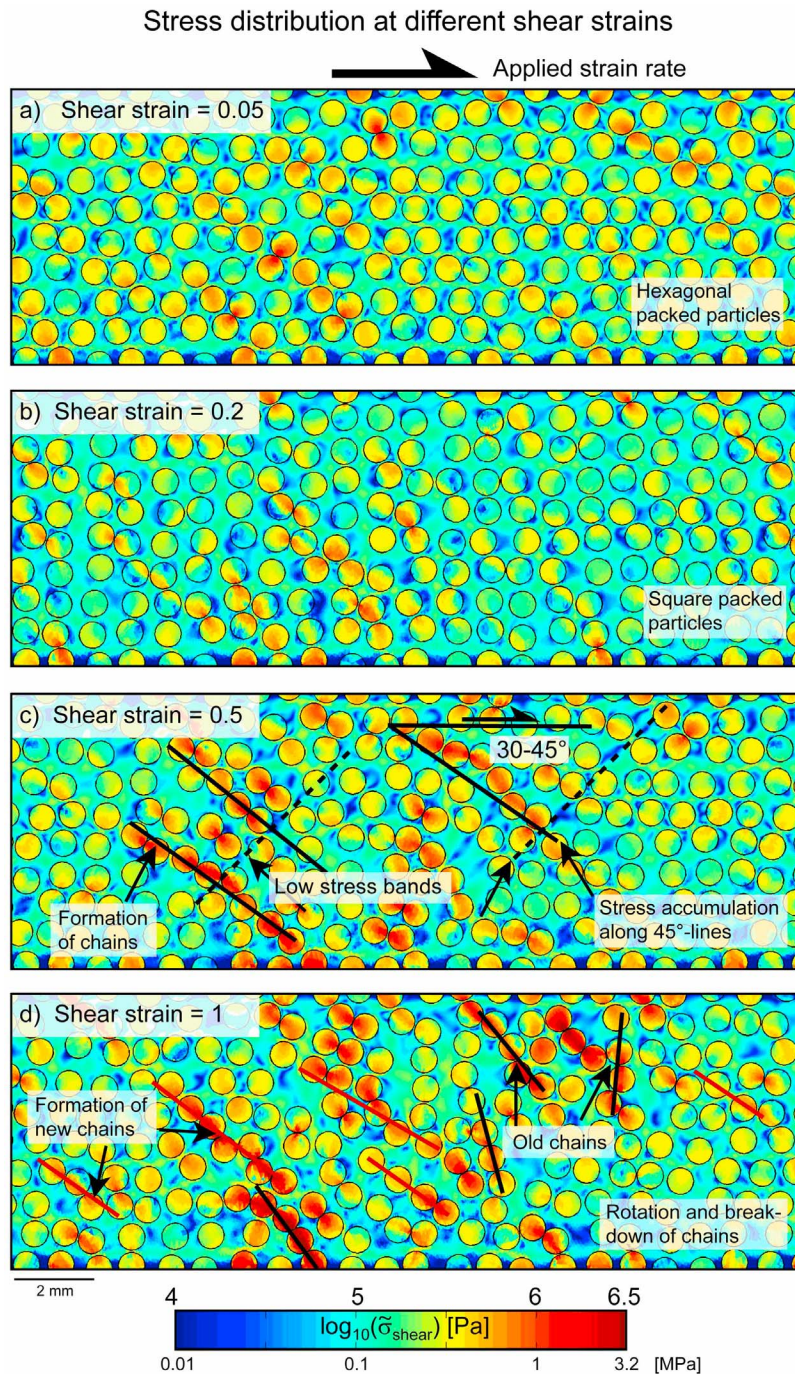 Stress distribution at different shear strains
Applied strain rate
a) Shear strain = 0.05
Hexagonal
packed particles
b) Shear strain = 0.2
Square packed
particles
c) Shear strain = 0.5
30-45°
Low stress bands
Formation
of chains
Stress accumulation
along 45°-lines
d) Shear strain = 1
Formation of
new chains
Old chains
Rotation and break-
down of chains
2 mm
4 5 6 6.5
log₁₀(σ̃shear) [Pa]
0.01 0.1 1 3.2 [MPa]